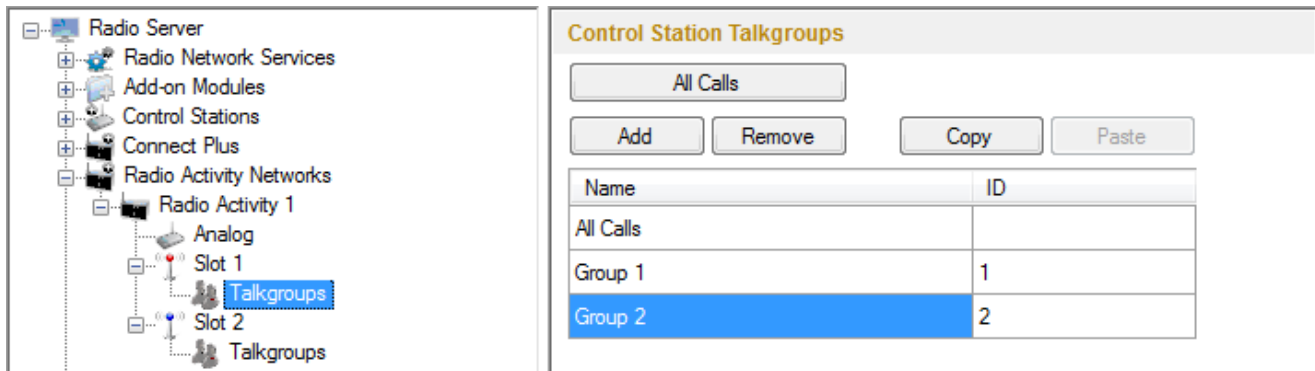 Radio Server
Radio Network Services
Add-on Modules
Control Stations
Connect Plus
Radio Activity Networks
Radio Activity 1
Analog
Slot 1
Talkgroups
Slot 2
Talkgroups
Control Station Talkgroups
All Calls
Add Remove Copy Paste
Name ID
All Calls
Group 1 1
Group 2 2